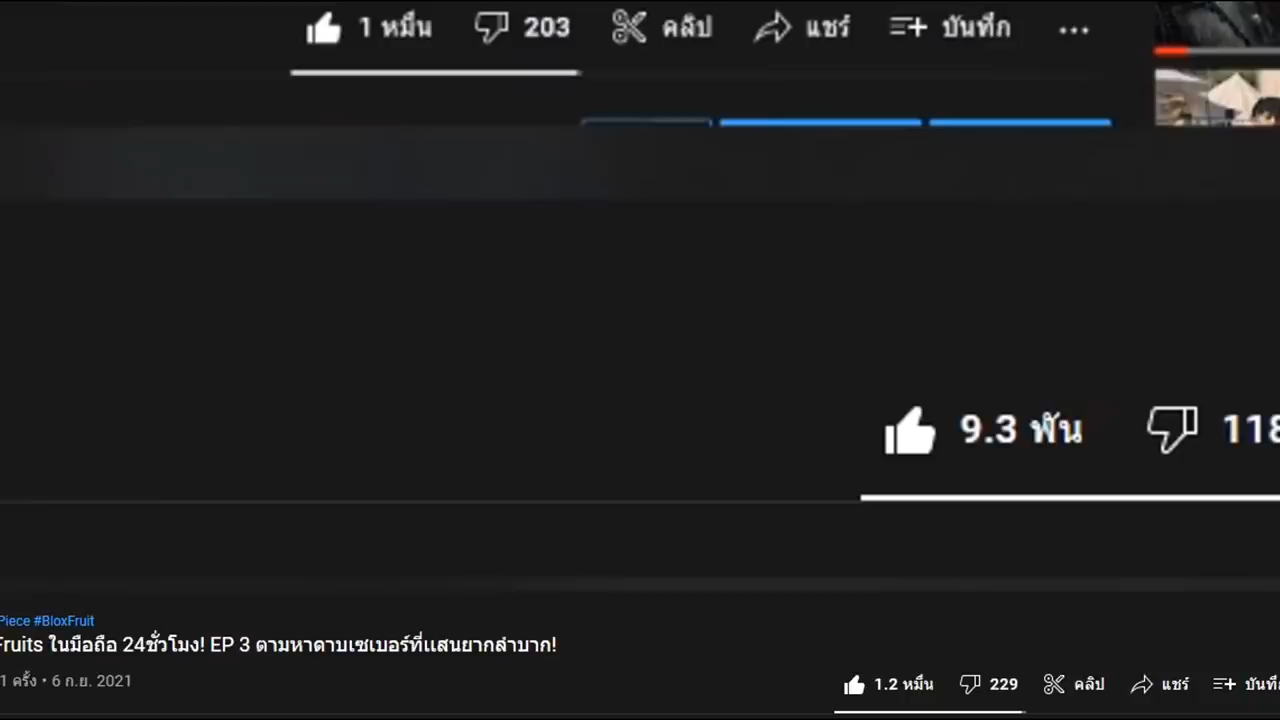 1 หมื่น 203 คลิป แชร์ บันทึก
9.3 พัน 118
Piece #BloxFruit
Fruits ในมือถือ 24ชั่วโมง! EP 3 ตามหาดาบเซเบอร์ที่แสนยากลำบาก!
1 ครั้ง • 6 ก.ย. 2021
1.2 หมื่น 229 คลิป แชร์ บันทึ